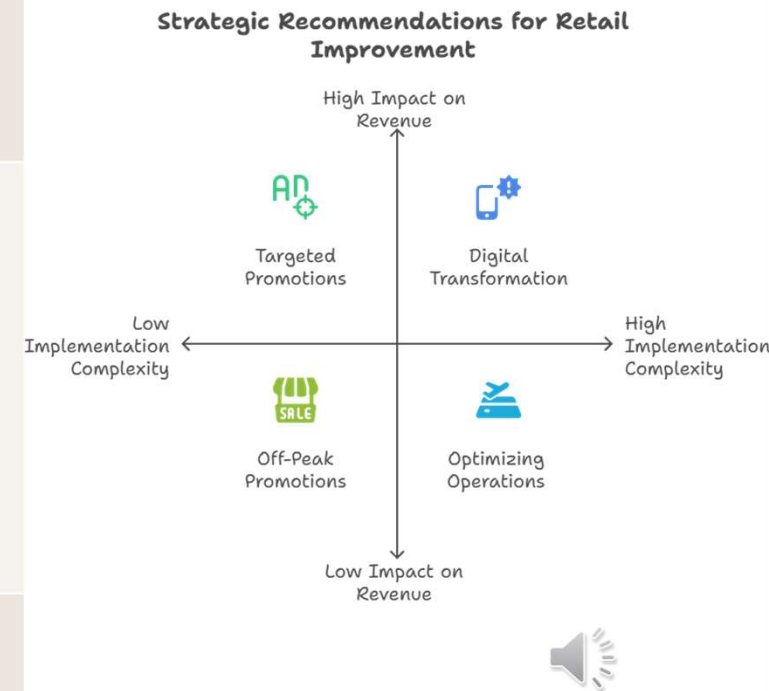 Strategic Recommendations for Retail
Improvement
High Impact on
Revenue
AD
Targeted
Promotions
Digital
Transformation
Low
Implementation
Complexity
High
Implementation
Complexity
SALE
Off-Peak
Promotions
Optimizing
Operations
Low Impact on
Revenue